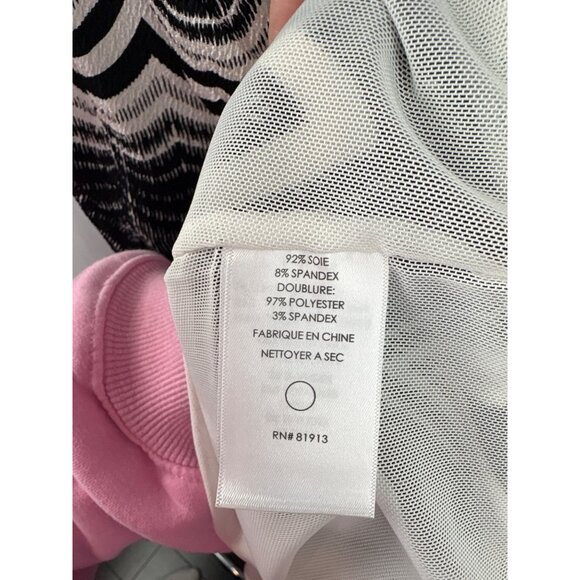 92% SOIE
8% SPANDEX
DOUBLURE:
97% POLYESTER
3% SPANDEX
FABRIQUE EN CHINE
NETTOYER A SEC
RN# 81913